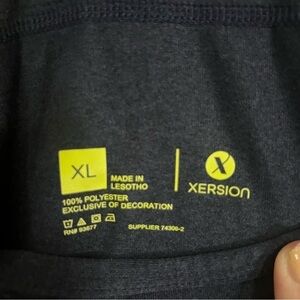 XL
MADE IN
LESOTHO
X
XERSION
100% POLYESTER
EXCLUSIVE OF DECORATION
RN# 93677
SUPPLIER 74306-2